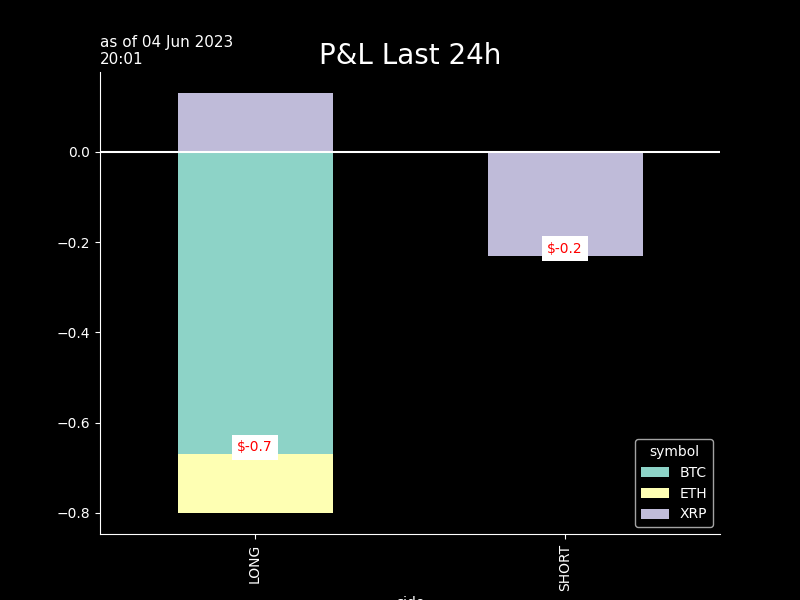 as of 04 Jun 2023
20:01
P&L Last 24h
0.0
−0.2
−0.4
−0.6
−0.8
$-0.7
$-0.2
symbol
BTC
ETH
XRP
LONG
SHORT